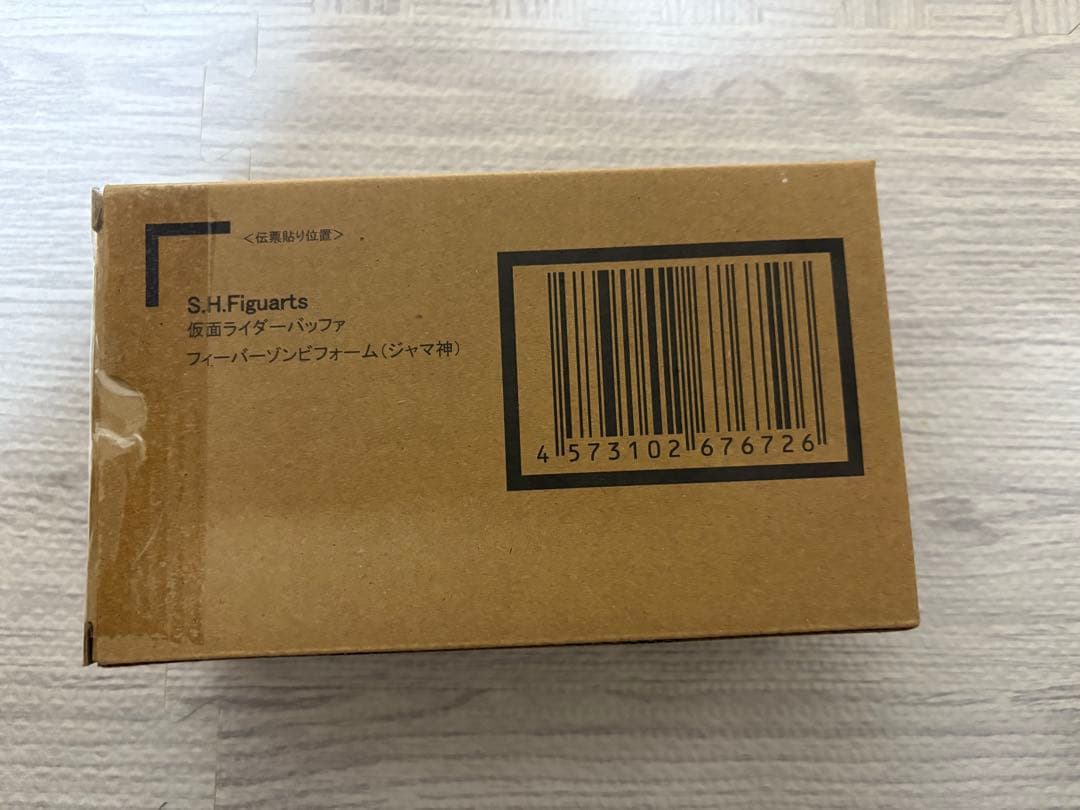 ＜伝票貼り位置＞
S.H.Figuarts
仮面ライダーバッファ
フィーバーゾンビフォーム（ジャマ神）
4 573102 676726